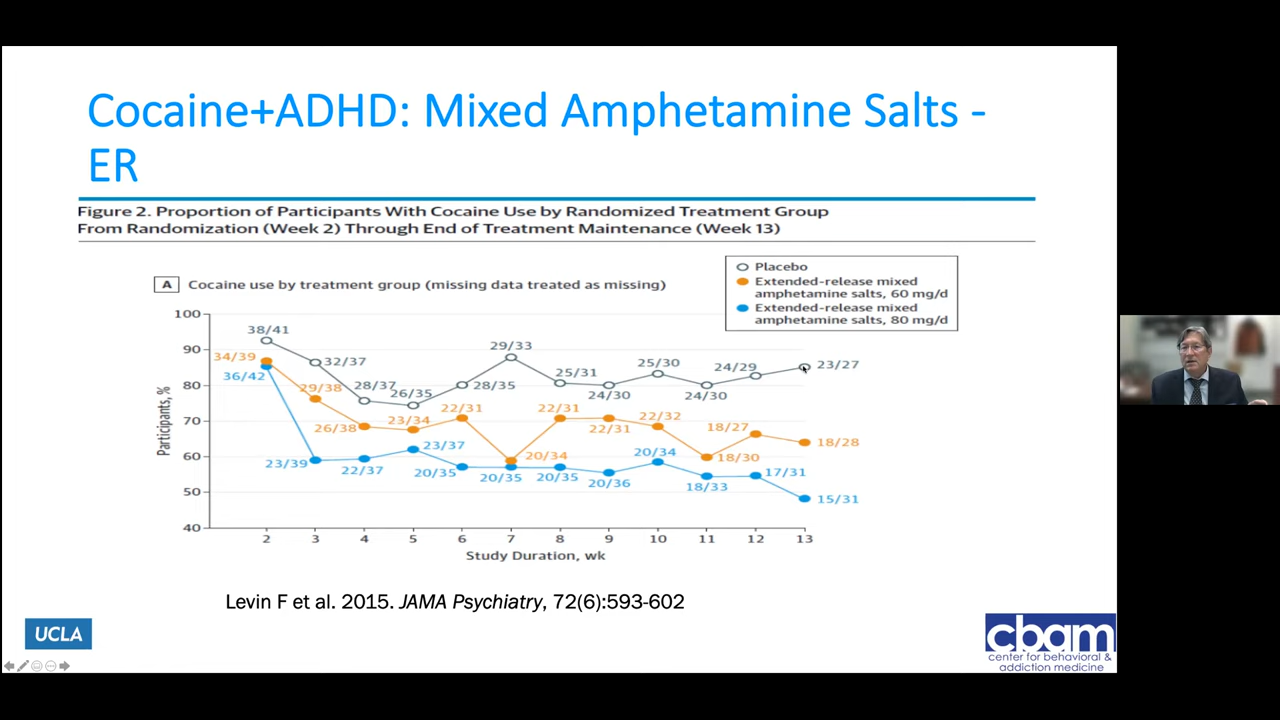 Cocaine+ADHD: Mixed Amphetamine Salts -
ER
Figure 2. Proportion of Participants With Cocaine Use by Randomized Treatment Group
From Randomization (Week 2) Through End of Treatment Maintenance (Week 13)
A Cocaine use by treatment group (missing data treated as missing)
Placebo
Extended-release mixed
amphetamine salts, 60 mg/d
Extended-release mixed
amphetamine salts, 80 mg/d
Participants, %
100
90
80
70
60
50
40
38/41
32/37
28/37
26/35
28/35
29/33
25/31
24/30
25/30
24/30
24/29
23/27
34/39
29/38
26/38
23/34
22/31
20/34
22/31
22/31
22/32
18/30
18/27
18/28
36/42
23/39
22/37
23/37
20/35
20/35
20/35
20/36
20/34
18/33
17/31
15/31
2 3 4 5 6 7 8 9 10 11 12 13
Study Duration, wk
Levin F et al. 2015. JAMA Psychiatry, 72(6):593-602
UCLA
cbam
center for behavioral &
addiction medicine